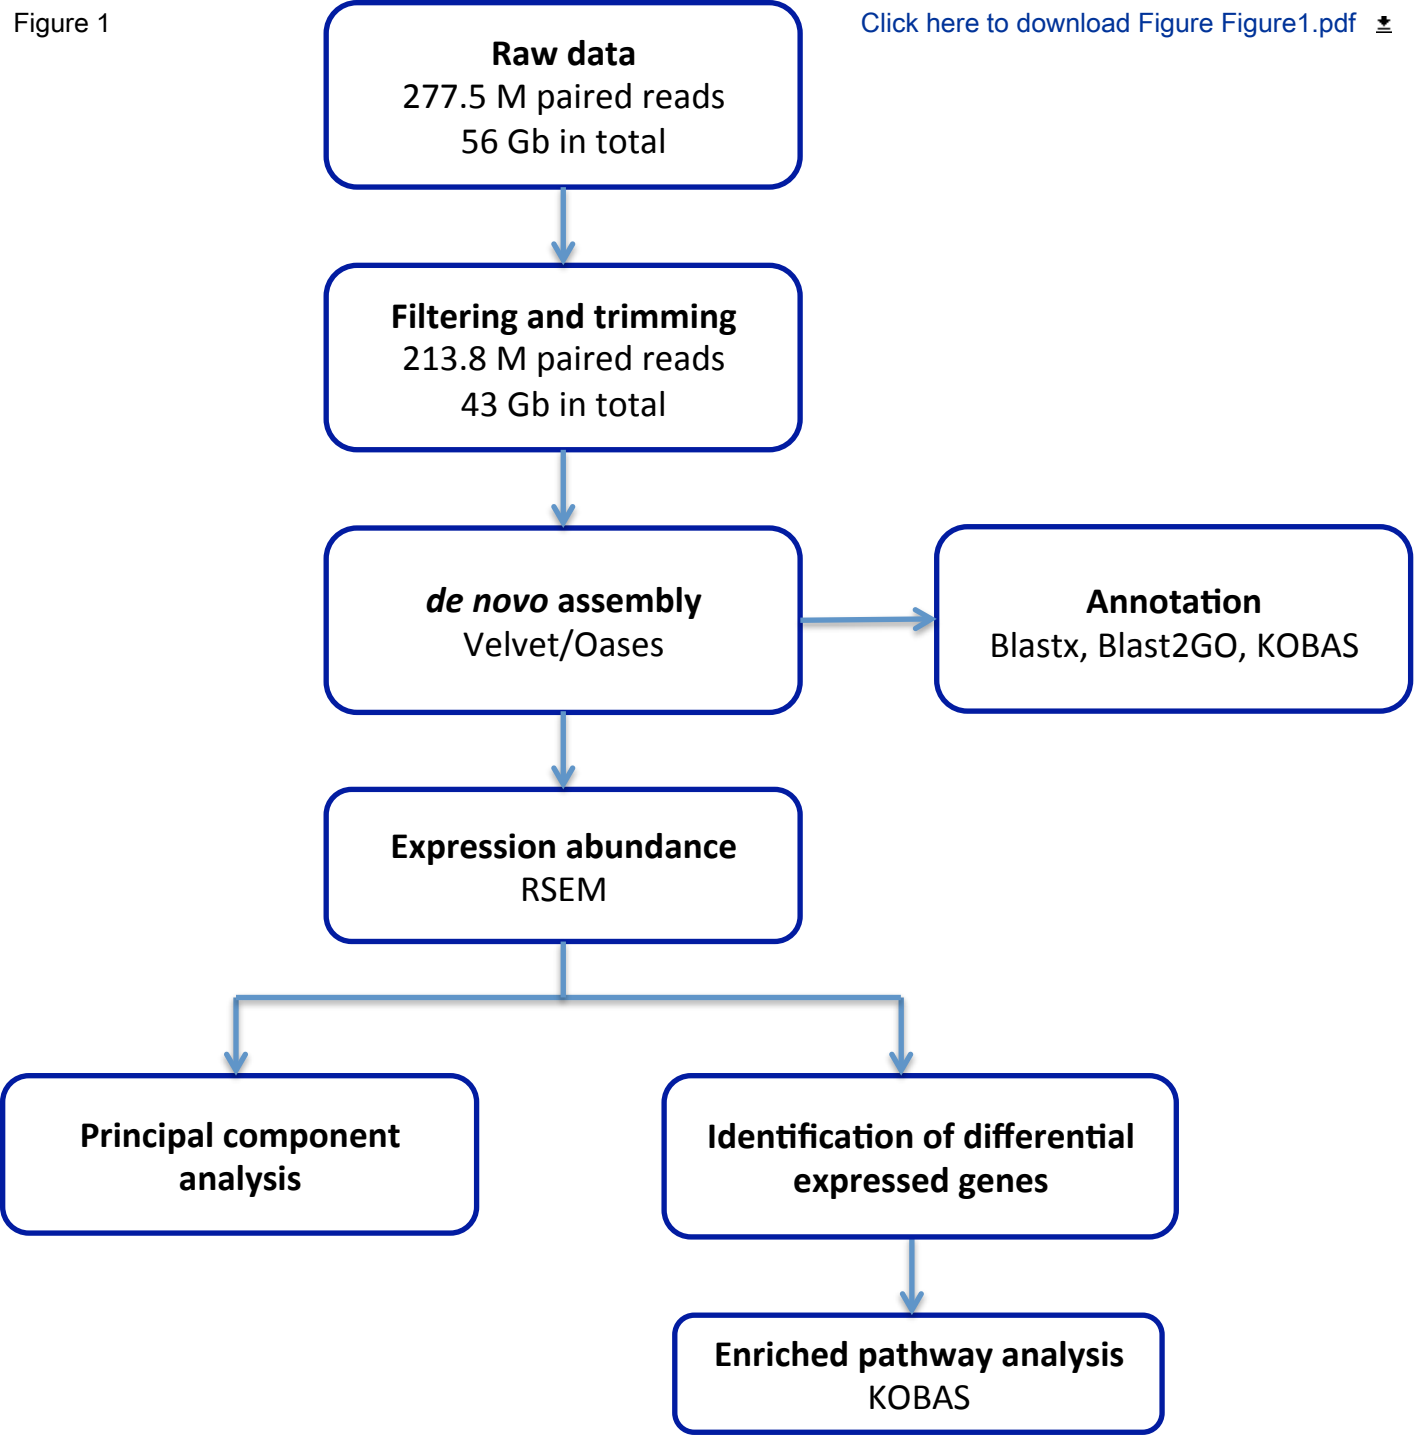 Figure 1
Click here to download Figure Figure1.pdf
Raw data
277.5 M paired reads
56 Gb in total
Filtering and trimming
213.8 M paired reads
43 Gb in total
de novo assembly
Velvet/Oases
Annotation
Blastx, Blast2GO, KOBAS
Expression abundance
RSEM
Principal component
analysis
Identification of differential
expressed genes
Enriched pathway analysis
KOBAS